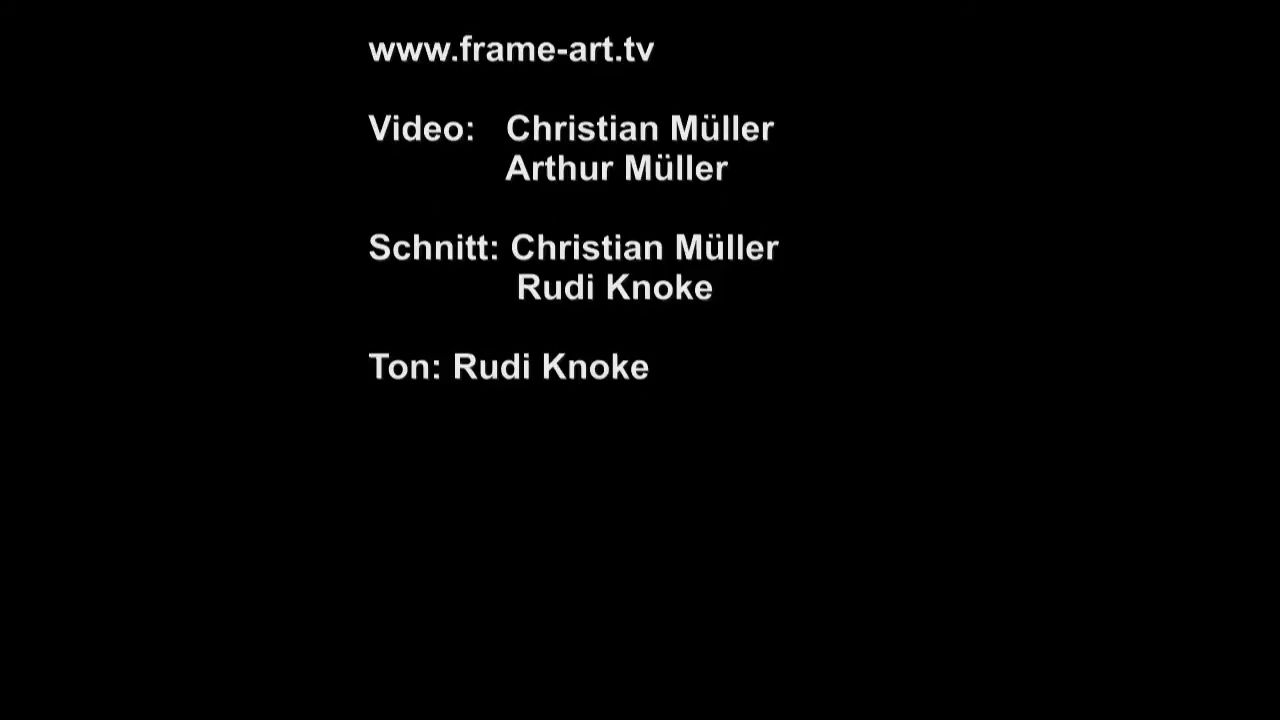 www.frame-art.tv
Video: Christian Müller
Arthur Müller
Schnitt: Christian Müller
Rudi Knoke
Ton: Rudi Knoke